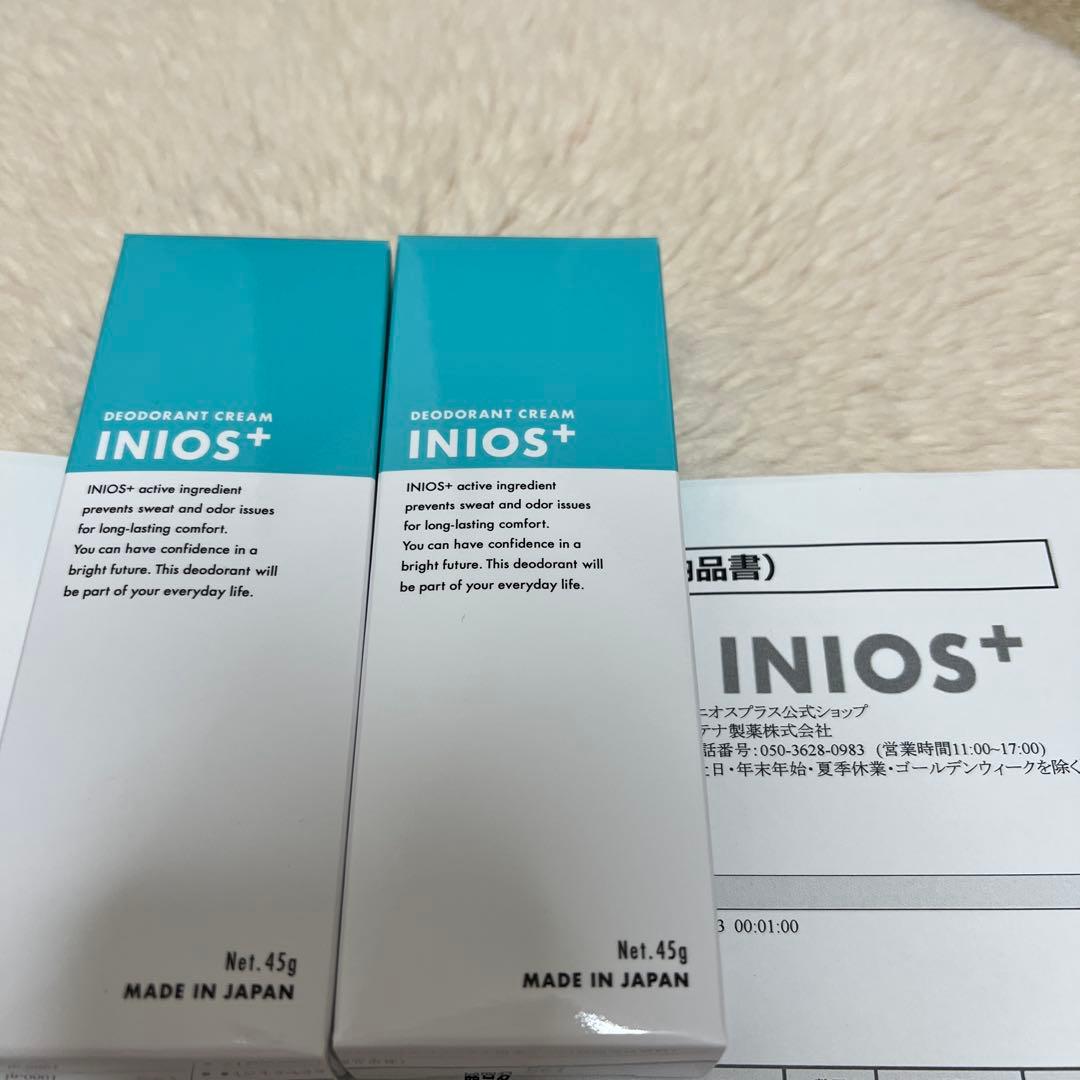 DEODORANT CREAM
INIOS+
INIOS+ active ingredient
prevents sweat and odor issues
for long-lasting comfort.
You can have confidence in a
bright future. This deodorant will
be part of your everyday life.
Net.45g
MADE IN JAPAN
DEODORANT CREAM
INIOS+
INIOS+ active ingredient
prevents sweat and odor issues
for long-lasting comfort.
You can have confidence in a
bright future. This deodorant will
be part of your everyday life.
Net.45g
MADE IN JAPAN
品書)
INIOS+
ニオスプラス公式ショップ
テナ製薬株式会社
話番号:050-3628-0983 (営業時間11:00~17:00)
土日・年末年始・夏季休業・ゴールデンウィークを除く
3 00:01:00